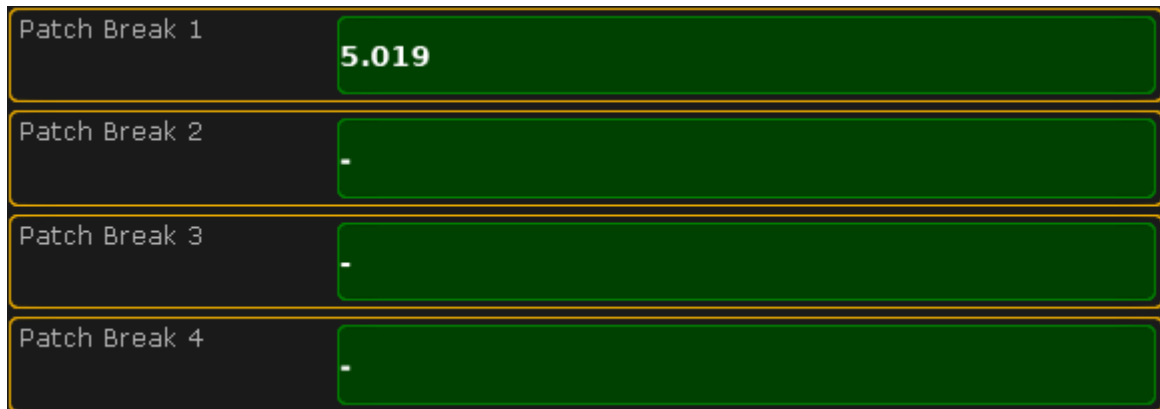 Patch Break 1
5.019
Patch Break 2
-
Patch Break 3
-
Patch Break 4
-